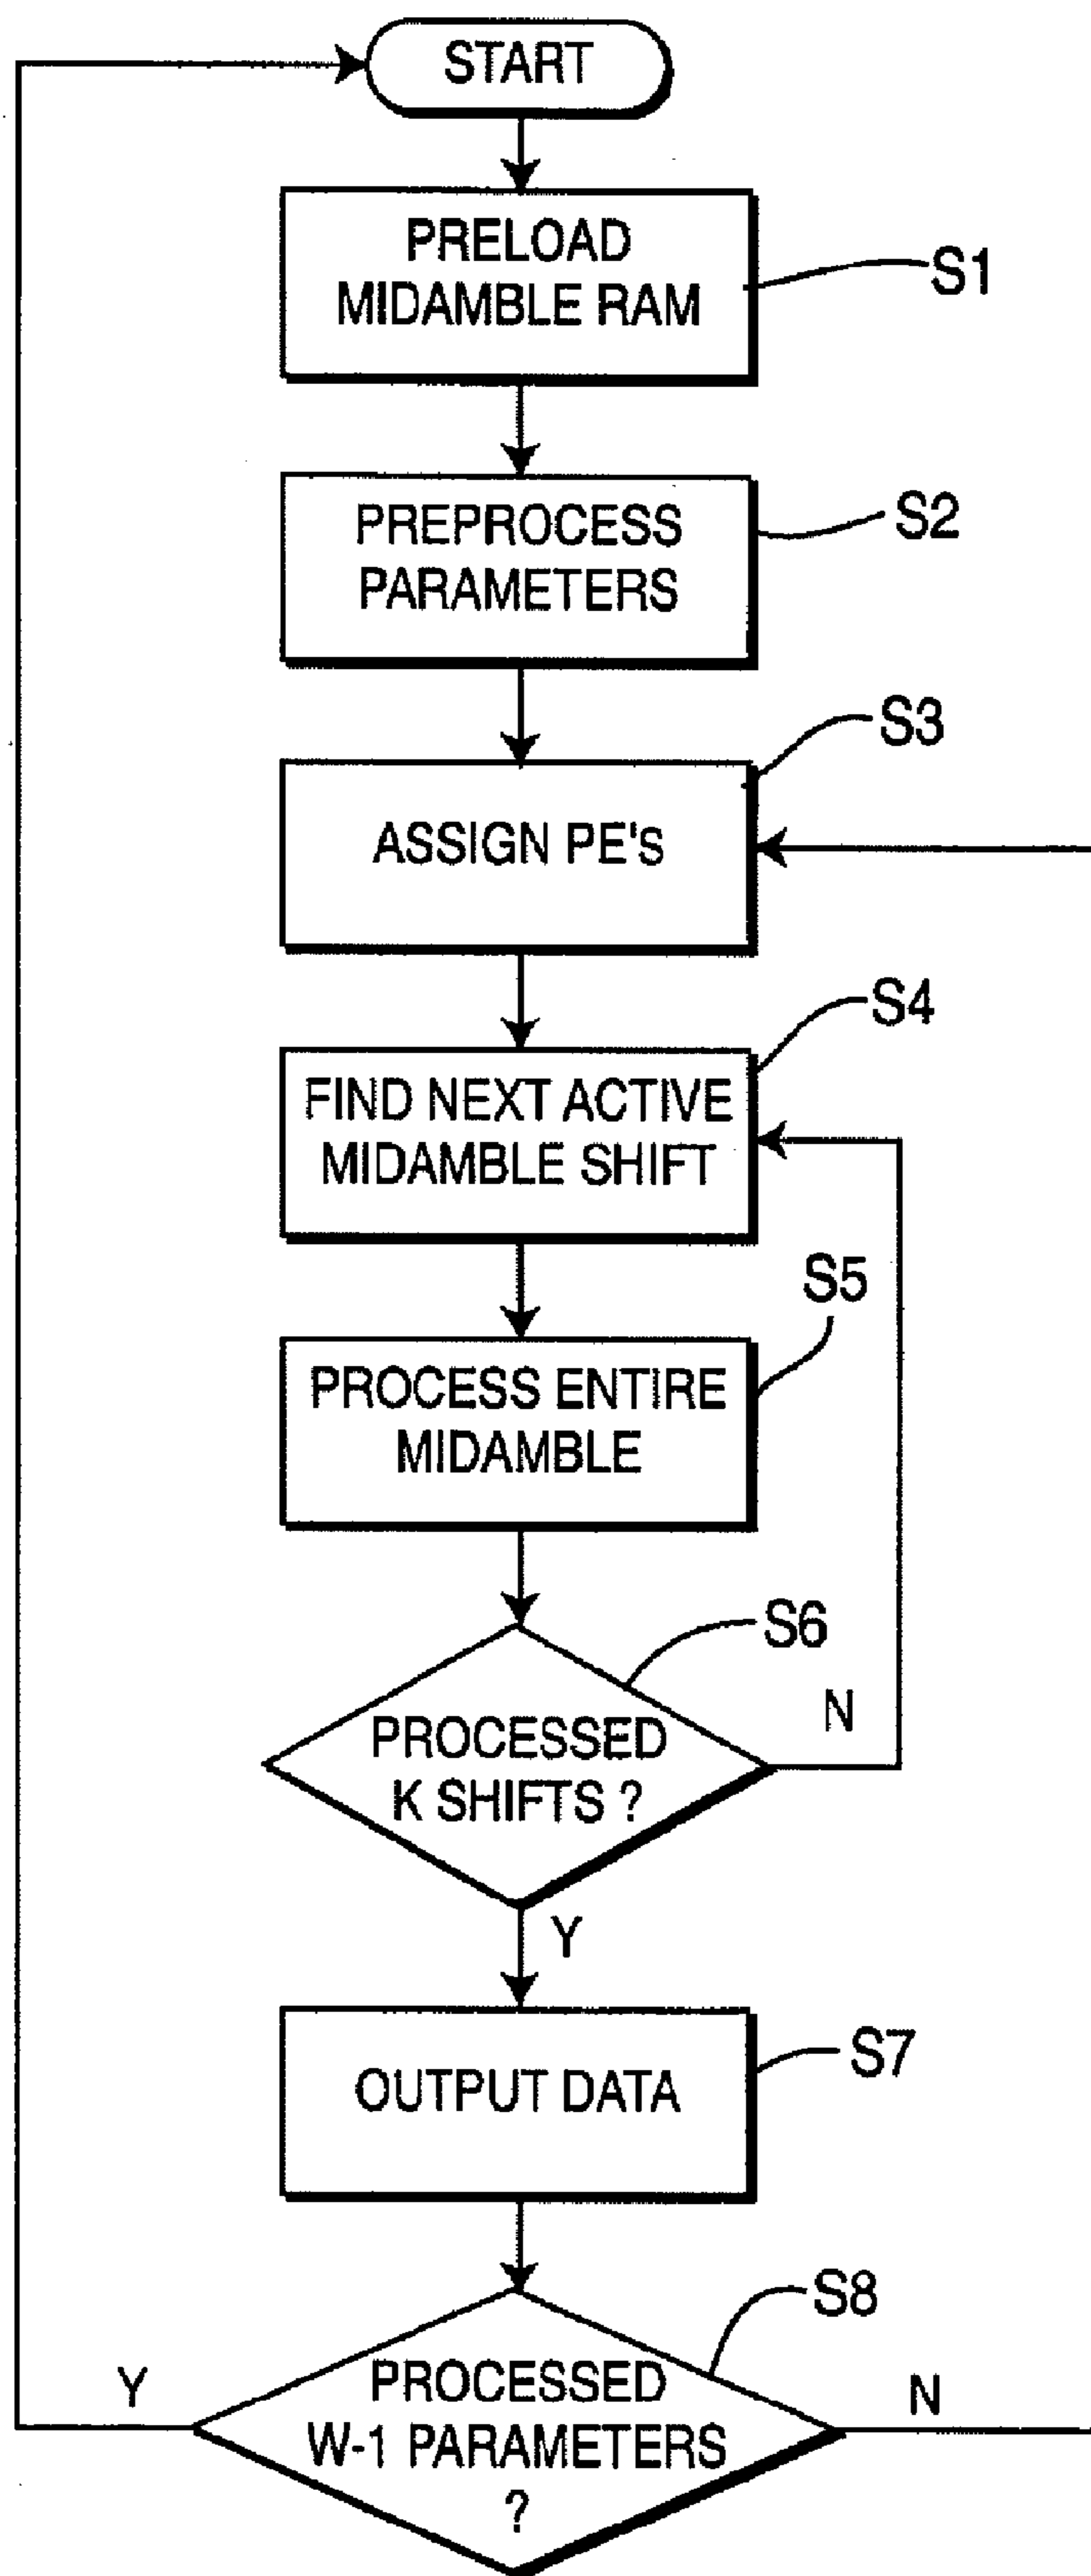 START
PRELOAD
MIDAMBLE RAM
S1
PREPROCESS
PARAMETERS
S2
ASSIGN PE's
S3
FIND NEXT ACTIVE
MIDAMBLE SHIFT
S4
PROCESS ENTIRE
MIDAMBLE
S5
PROCESSED
K SHIFTS ?
S6
N
Y
OUTPUT DATA
S7
PROCESSED
W-1 PARAMETERS
?
S8
Y
N